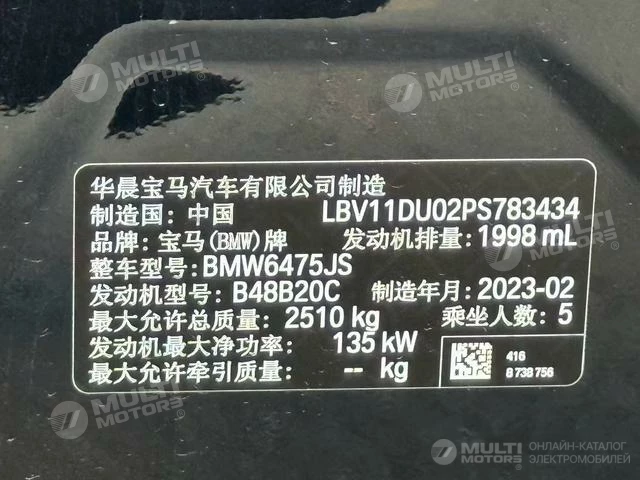 MULTI MOTORS
MULTI MOTORS
华晨宝马汽车有限公司制造
制造国: 中国 LBV11DU02PS783434
品牌: 宝马(BMW)牌 发动机排量: 1998 mL
整车型号: BMW6475JS
发动机型号: B48B20C 制造年月: 2023-02
最大允许总质量: 2510 kg 乘坐人数: 5
发动机最大净功率: 135 kW
最大允许牵引质量: -- kg
416
8 738 756
MULTI MOTORS
MULTI MOTORS
MULTI MOTORS
ОНЛАЙН-КАТАЛОГ
ЭЛЕКТРОМОБИЛЕЙ